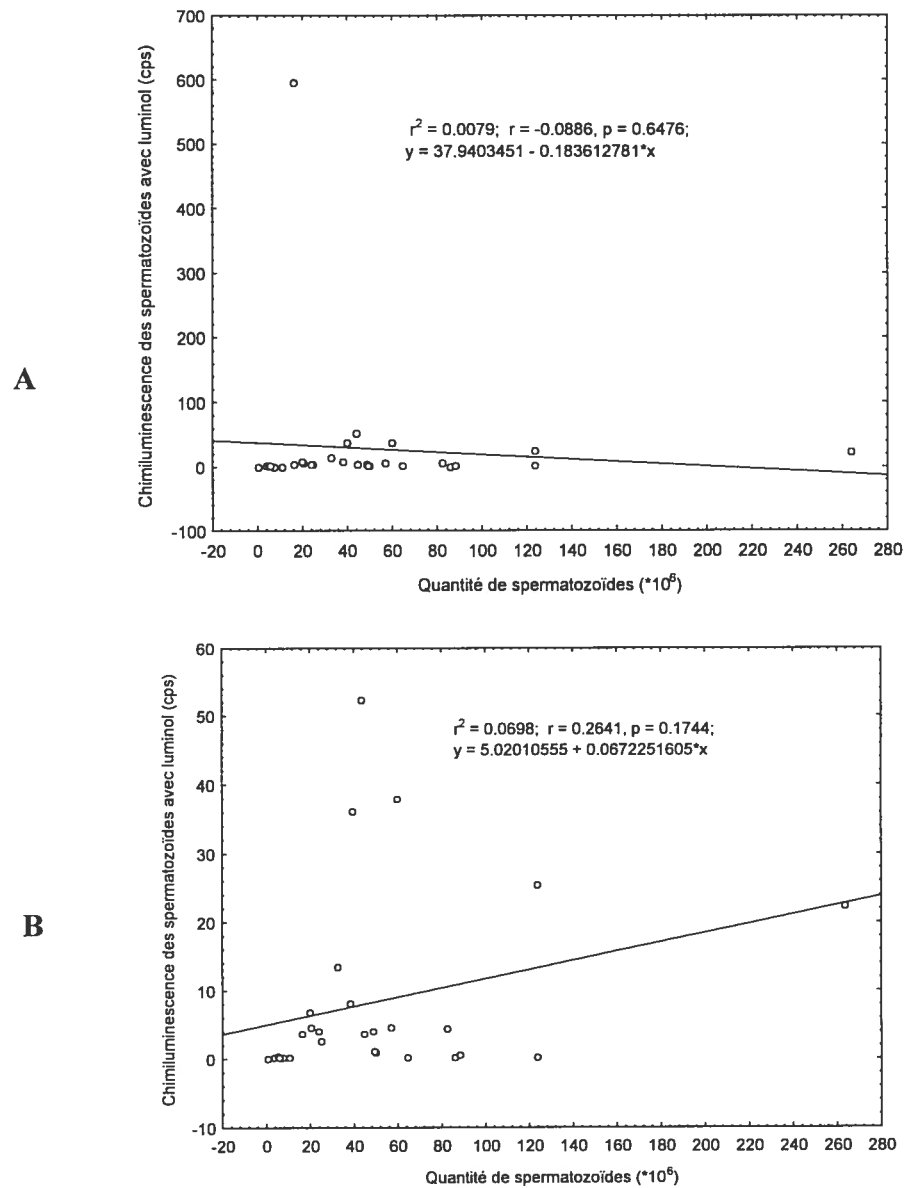 A
Chimiluminescence des spermatozoïdes avec luminol (cps)
700
600
500
400
300
200
100
0
-100
r² = 0.0079; r = -0.0886, p = 0.6476;
y = 37.9403451 - 0.183612781*x
-20 0 20 40 60 80 100 120 140 160 180 200 220 240 260 280
Quantité de spermatozoïdes (*10⁶)
B
Chimiluminescence des spermatozoïdes avec luminol (cps)
60
50
40
30
20
10
0
-10
r² = 0.0698; r = 0.2641, p = 0.1744;
y = 5.02010555 + 0.0672251605*x
-20 0 20 40 60 80 100 120 140 160 180 200 220 240 260 280
Quantité de spermatozoïdes (*10⁶)